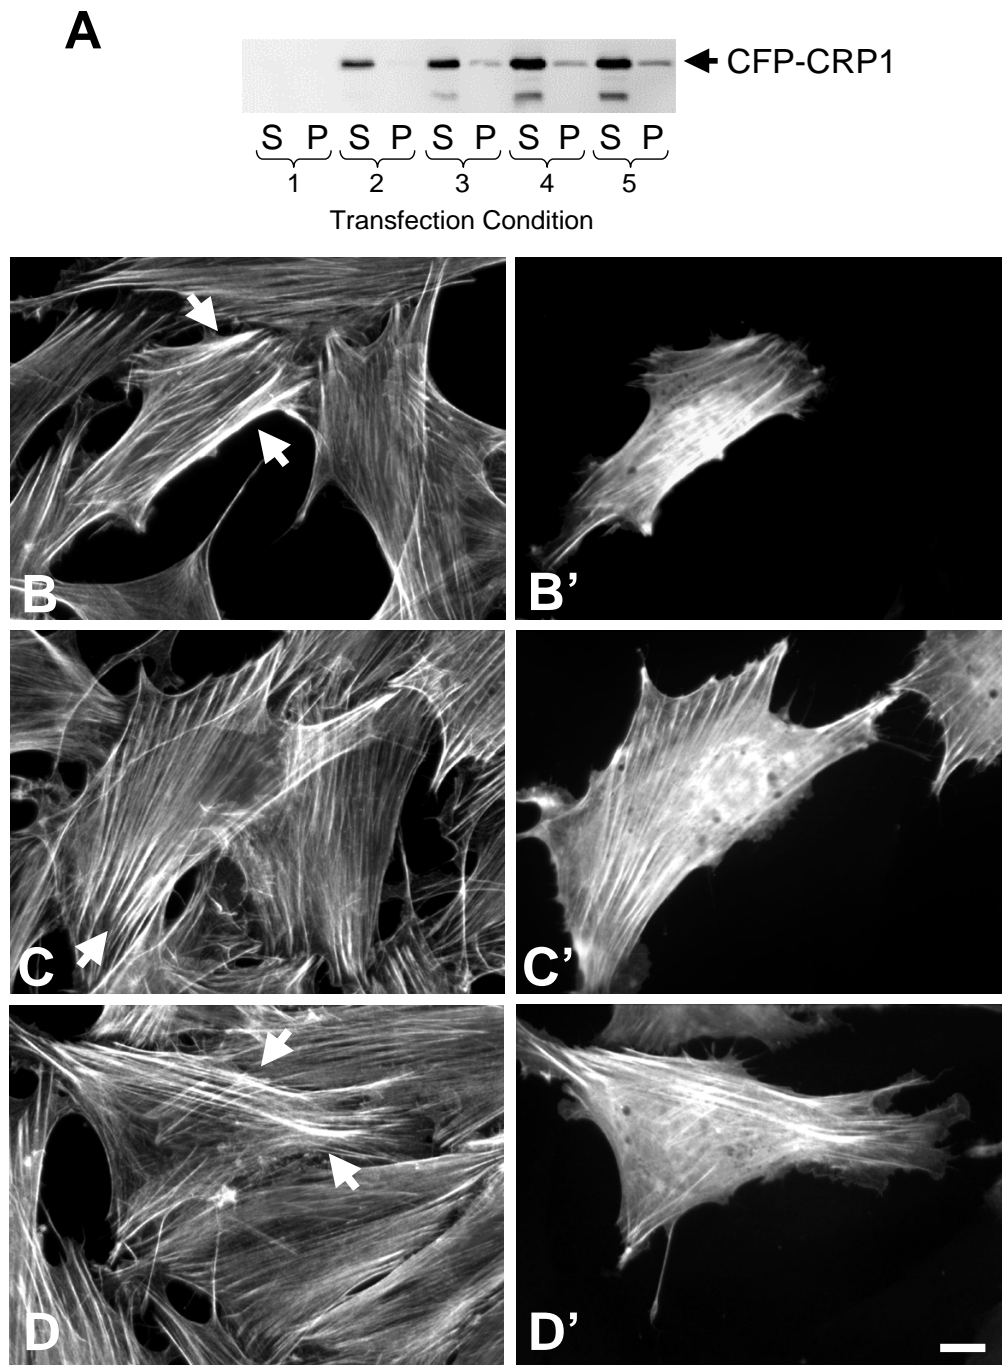 A
CFP-CRP1
S P S P S P S P S P
1 2 3 4 5
Transfection Condition
B B’
C C’
D D’